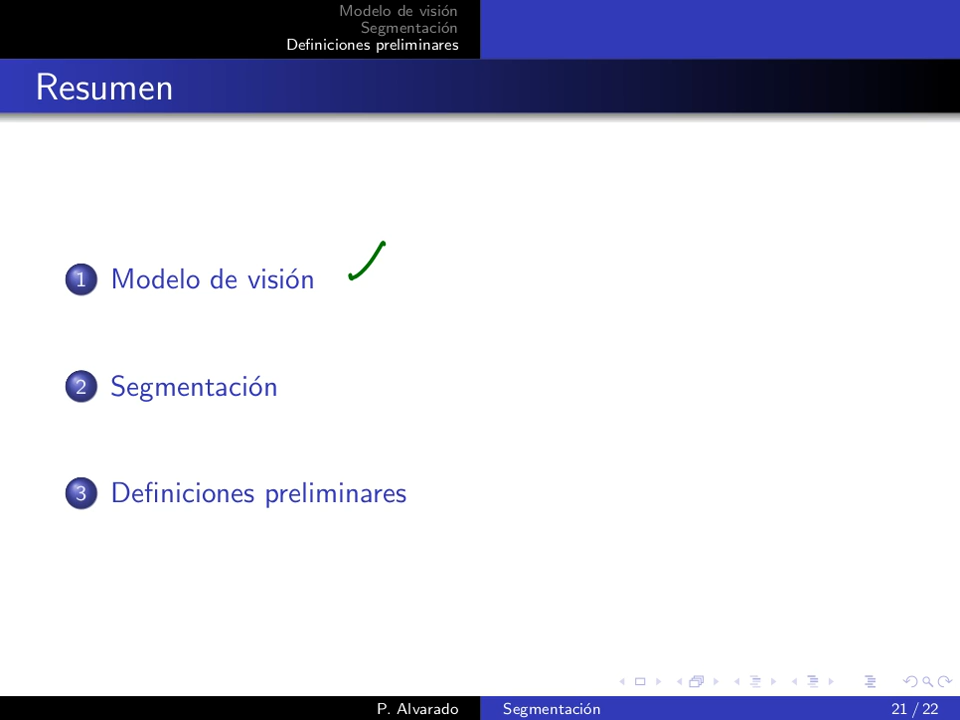 Modelo de visión
Segmentación
Definiciones preliminares
Resumen
1 Modelo de visión
2 Segmentación
3 Definiciones preliminares
P. Alvarado Segmentación 21 / 22